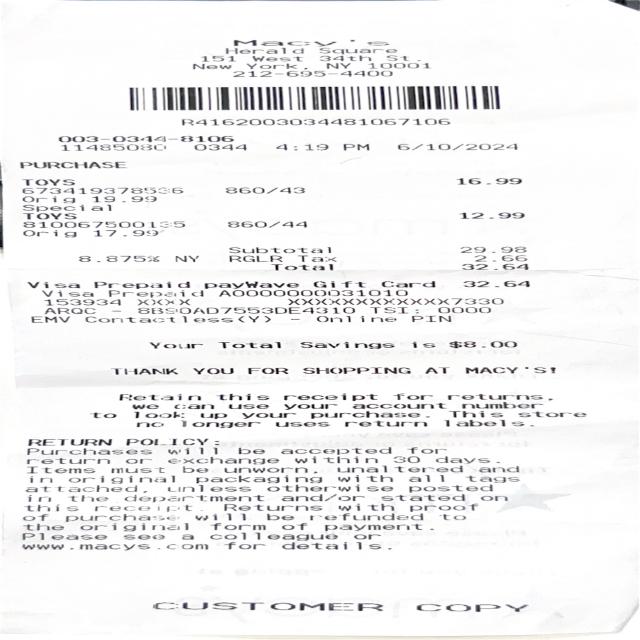 Macy's
Herald Square
151 West 34th St.
New York, NY 10001
212-695-4400
R4162003034481067106
003-0344-8106
11485080 0344 4:19 PM 6/10/2024
PURCHASE
TOYS 16.99
673419378536 860/43
Orig 19.99
Special
TOYS 12.99
810067500135 860/44
Orig 17.99
Subtotal 29.98
8.875% NY RGLR Tax 2.66
Total 32.64
Visa Prepaid payWave Gift Card 32.64
Visa Prepaid A0000000031010
153934 XXXX XXXXXXXXXXXX7330
ARQC - 8B90AD7553DE4310 TSI: 0000
EMV Contactless(Y) - Online PIN
Your Total Savings is $8.00
THANK YOU FOR SHOPPING AT MACY'S!
Retain this receipt for returns,
we can use your account number
to look up your purchase. This store
no longer uses return labels.
RETURN POLICY:
Purchases will be accepted for
return or exchange within 30 days.
Items must be unworn, unaltered and
in original packaging with all tags
attached, unless otherwise posted
in the department and/or stated on
this receipt. Returns with proof
of purchase will be refunded to
the original form of payment.
Please see a colleague or
www.macys.com for details.
CUSTOMER COPY